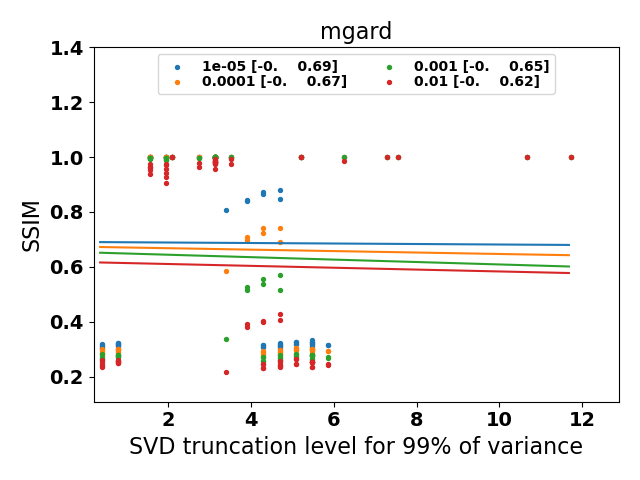 mgard
1e-05 [-0. 0.69]
0.0001 [-0. 0.67]
0.001 [-0. 0.65]
0.01 [-0. 0.62]
1.4
1.2
1.0
0.8
0.6
0.4
0.2
SSIM
2 4 6 8 10 12
SVD truncation level for 99% of variance